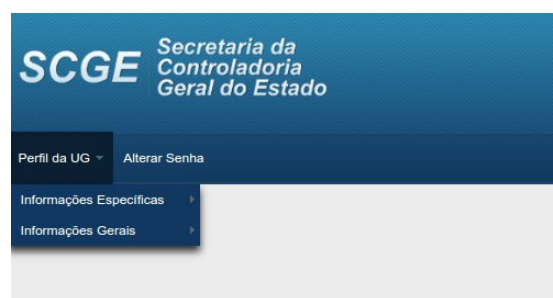 SCGE
Secretaria da
Controladoria
Geral do Estado
Perfil da UG
Alterar Senha
Informações Específicas
Informações Gerais